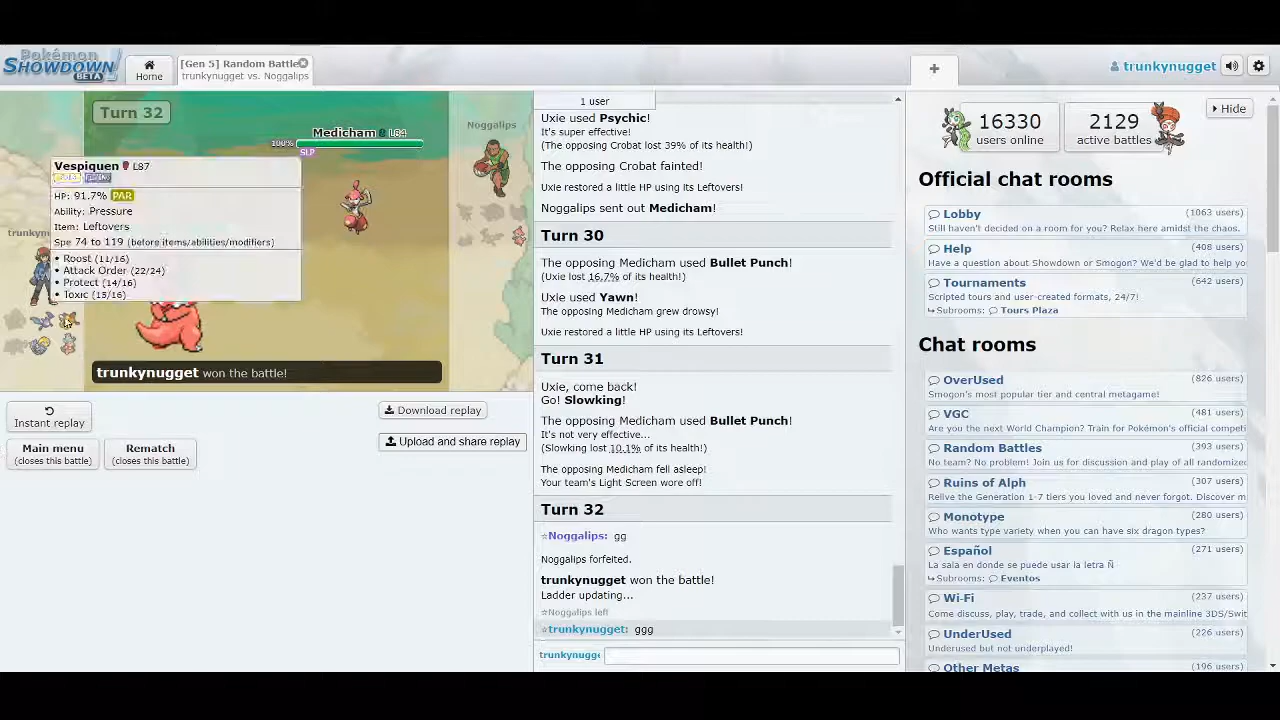 Pokémon
SHOWDOWN
BETA
Home
[Gen 5] Random Battle
trunkynugget vs. Noggalips
trunkynugget
Turn 32
Medicham L84
100%
SLP
Noggalips
Vespiquen L87
HP: 91.7% PAR
Ability: Pressure
Item: Leftovers
Spe 74 to 119 (before items/abilities/modifiers)
• Roost (11/16)
• Attack Order (22/24)
• Protect (14/16)
• Toxic (15/16)
trunkynugget won the battle!
Instant replay
Download replay
Upload and share replay
Main menu
(closes this battle)
Rematch
(closes this battle)
1 user
Uxie used Psychic!
It's super effective!
(The opposing Crobat lost 39% of its health!)
The opposing Crobat fainted!
Uxie restored a little HP using its Leftovers!
Noggalips sent out Medicham!
Turn 30
The opposing Medicham used Bullet Punch!
(Uxie lost 16.7% of its health!)
Uxie used Yawn!
The opposing Medicham grew drowsy!
Uxie restored a little HP using its Leftovers!
Turn 31
Uxie, come back!
Go! Slowking!
The opposing Medicham used Bullet Punch!
It's not very effective...
(Slowking lost 10.1% of its health!)
The opposing Medicham fell asleep!
Your team's Light Screen wore off!
Turn 32
☆Noggalips: gg
Noggalips forfeited.
trunkynugget won the battle!
Ladder updating...
☆Noggalips left
☆trunkynugget: ggg
trunkynugge
+
16330
users online
2129
active battles
Hide
Official chat rooms
Lobby (1063 users)
Still haven't decided on a room for you? Relax here amidst the chaos.
Help (408 users)
Have a question about Showdown or Smogon? We'd be glad to help yo
Tournaments (642 users)
Scripted tours and user-created formats, 24/7!
Subrooms: Tours Plaza
Chat rooms
OverUsed (826 users)
Smogon's most popular tier and central metagame!
VGC (481 users)
Are you the next World Champion? Train for Pokémon's official competi
Random Battles (393 users)
No team? No problem! Join us for discussion and play of all randomize
Ruins of Alph (307 users)
Relive the Generation 1-7 tiers you loved and never forgot. Discover m
Monotype (280 users)
Who wants type variety when you can have six dragon types?
Español (271 users)
La sala en donde se puede usar la letra Ñ
Subrooms: Eventos
Wi-Fi (237 users)
Come discuss, play, trade, and collect with us in the mainline 3DS/Swit
UnderUsed (226 users)
Underused but not underplayed!
Other Metas (196 users)